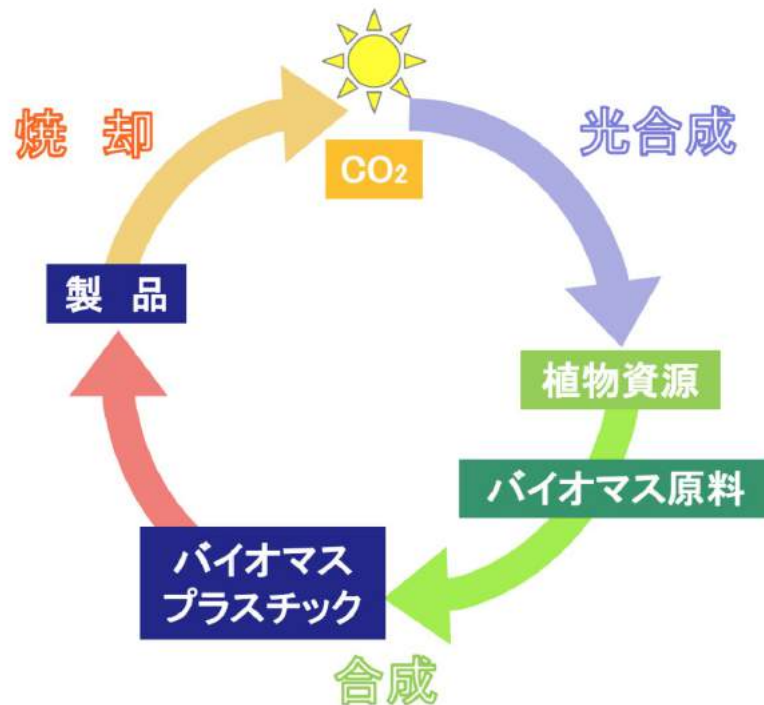 焼 却
光合成
CO₂
製 品
植物資源
バイオマス原料
バイオマス
プラスチック
合成